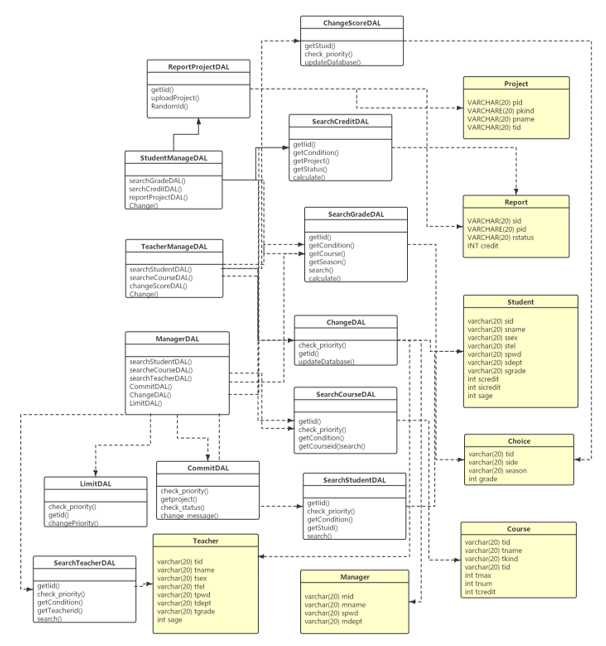 ChangeScoreDAL
getStuid()
check_priority()
updateDatabase()
ReportProjectDAL
getIid()
uploadProject()
RandomId()
Project
VARCHAR(20) pid
VARCHARE(20) pkind
VARCHAR(20) pname
VARCHAR(20) tid
SearchCreditDAL
getIid()
getCondition()
getProject()
getStatus()
calculate()
StudentManageDAL
searchGradeDAL()
serchCreditDAL()
reportProjectDAL()
Change()
Report
VARCHAR(20) sid
VARCHARE(20) pid
VARCHAR(20) rstatus
INT credit
SearchGradeDAL
getIid()
getCondition()
getCourse()
getSeason()
search()
calculate()
TeacherManageDAL
searchStudentDAL()
searcheCourseDAL()
changeScoreDAL()
Change()
Student
varchar(20) sid
varchar(20) sname
varchar(20) ssex
varchar(20) stel
varchar(20) spwd
varchar(20) sdept
varchar(20) sgrade
int scredit
int sicredit
int sage
ChangeDAL
check_priority()
getid()
updateDatabase()
ManagerDAL
searchStudentDAL()
searcheCourseDAL()
searchTeacherDAL()
CommitDAL()
ChangeDAL()
LimitDAL()
SearchCourseDAL
getIid()
check_priority()
getCondition()
getCourseid()search()
Choice
varchar(20) tid
varchar(20) side
varchar(20) season
int grade
LimitDAL
check_priority()
getid()
changePriority()
CommitDAL
check_priority()
getproject()
check_status()
change_message()
SearchStudentDAL
getIid()
check_priority()
getCondition()
getStuid()
search()
Course
varchar(20) tid
varchar(20) tname
varchar(20) tkind
varchar(20) tid
int tmax
int tnum
int tcredit
Teacher
varchar(20) tid
varchar(20) tname
varchar(20) tsex
varchar(20) ttel
varchar(20) tpwd
varchar(20) tdept
varchar(20) tgrade
int sage
SearchTeacherDAL
getIid()
check_priority()
getCondition()
getTeacherid()
search()
Manager
varchar(20) mid
varchar(20) mname
varchar(20) spwd
varchar(20) mdept